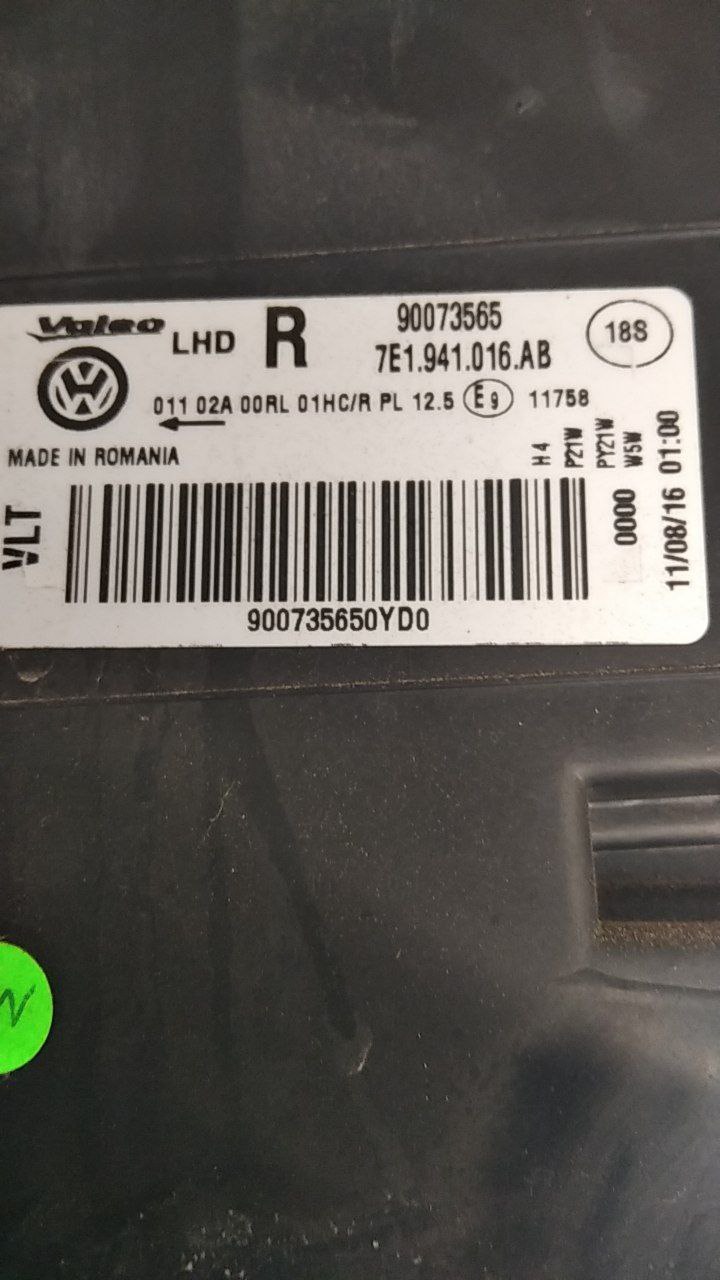 Valeo
LHD
R
90073565
7E1.941.016.AB
18S
011 02A 00RL 01HC/R PL 12.5 E9 11758
MADE IN ROMANIA
H4
P21W
PY21W
W5W
0000
11/08/16 01:00
VLT
900735650YD0